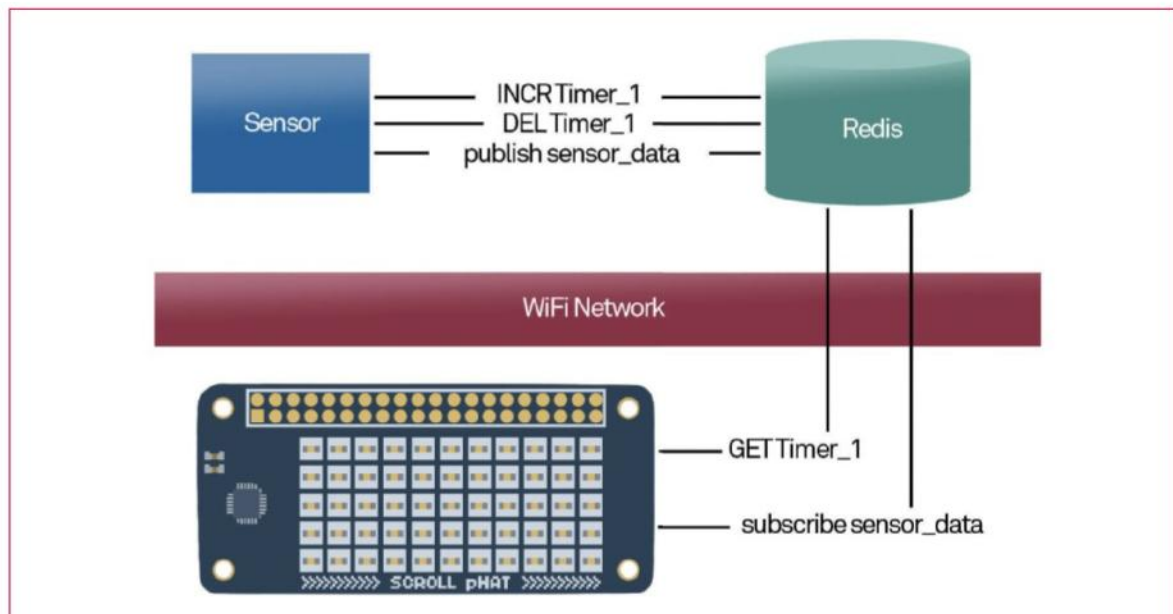 Sensor
INCR Timer_1
DEL Timer_1
publish sensor_data
Redis
WiFi Network
GET Timer_1
subscribe sensor_data
>>>>>>>>>>> SCROLL pHAT >>>>>>>>>>>